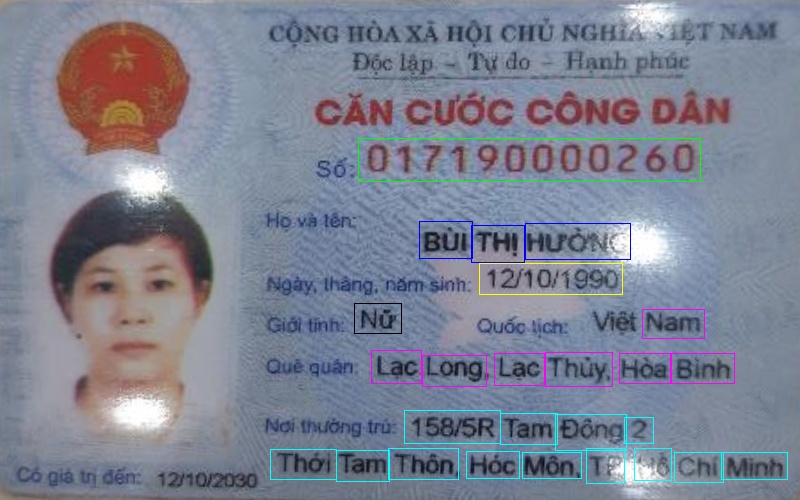 CỘNG HÒA XÃ HỘI CHỦ NGHĨA VIỆT NAM
Độc lập - Tự do - Hạnh phúc
CĂN CƯỚC CÔNG DÂN
Số: 017190000260
Họ và tên:
BÙI THỊ HƯỜNG
Ngày, tháng, năm sinh: 12/10/1990
Giới tính: Nữ Quốc tịch: Việt Nam
Quê quán: Lạc Long, Lạc Thủy, Hòa Bình
Nơi thường trú: 158/5R Tam Đông 2
Thới Tam Thôn, Hóc Môn, TP Hồ Chí Minh
Có giá trị đến: 12/10/2030